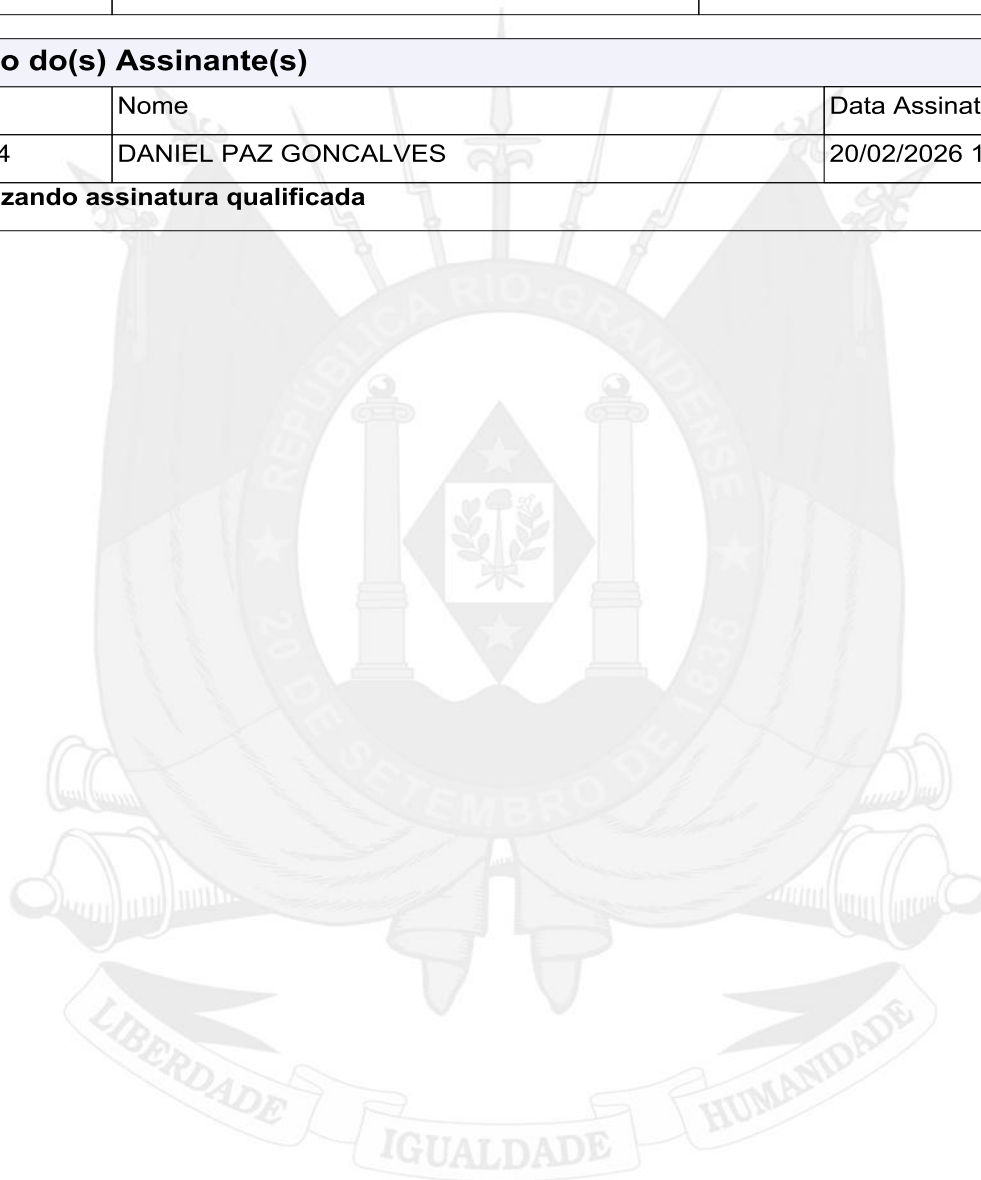 o do(s) Assinante(s)
Nome Data Assinat
4 DANIEL PAZ GONCALVES 20/02/2026 1
zando assinatura qualificada
REPÚBLICA RIO-GRANDENSE
20 DE SETEMBRO DE 1835
LIBERDADE
IGUALDADE
HUMANIDADE